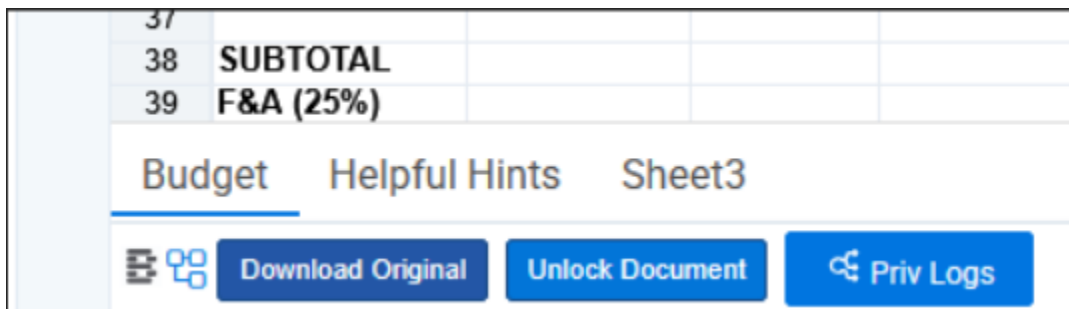 37
38 SUBTOTAL
39 F&A (25%)
Budget Helpful Hints Sheet3
Download Original Unlock Document Priv Logs